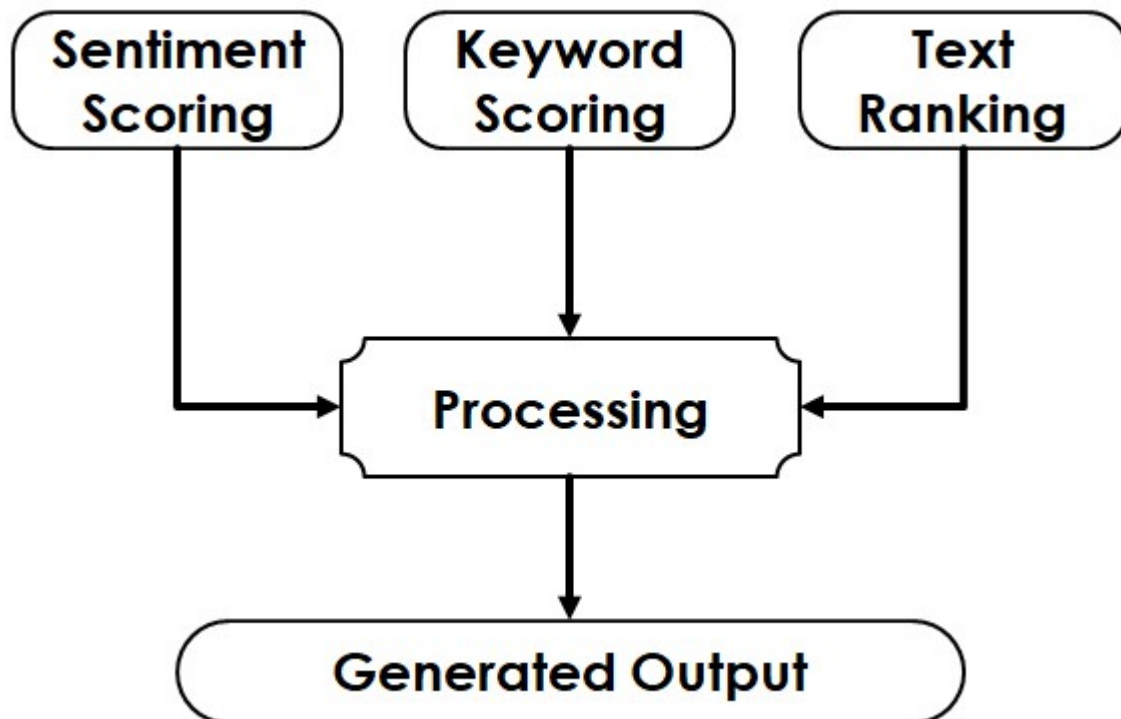 Sentiment
Scoring
Keyword
Scoring
Text
Ranking
Processing
Generated Output